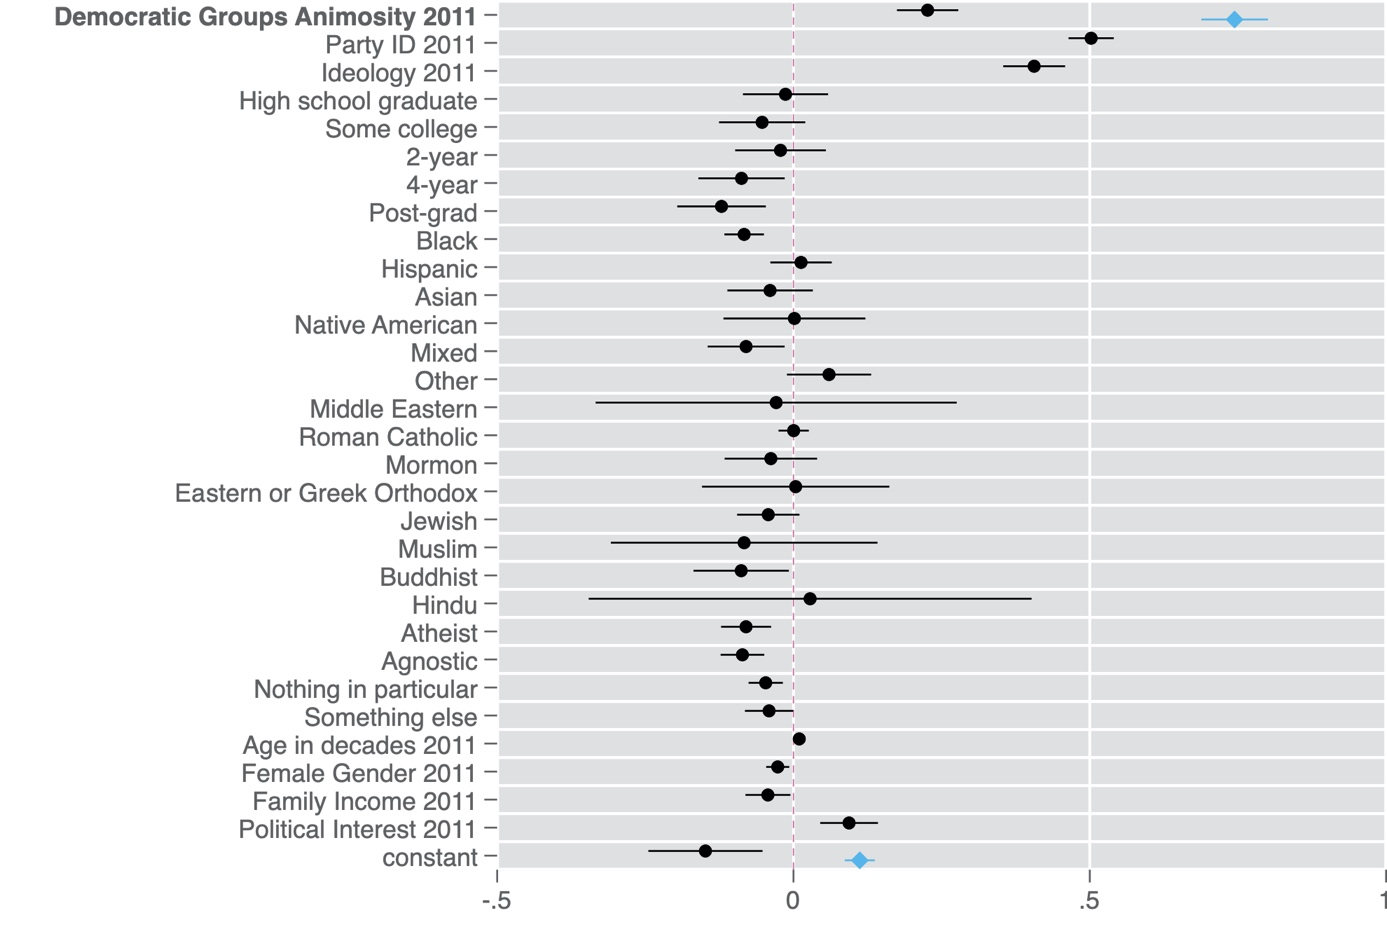 Democratic Groups Animosity 2011
Party ID 2011
Ideology 2011
High school graduate
Some college
2-year
4-year
Post-grad
Black
Hispanic
Asian
Native American
Mixed
Other
Middle Eastern
Roman Catholic
Mormon
Eastern or Greek Orthodox
Jewish
Muslim
Buddhist
Hindu
Atheist
Agnostic
Nothing in particular
Something else
Age in decades 2011
Female Gender 2011
Family Income 2011
Political Interest 2011
constant
-.5 0 .5 1